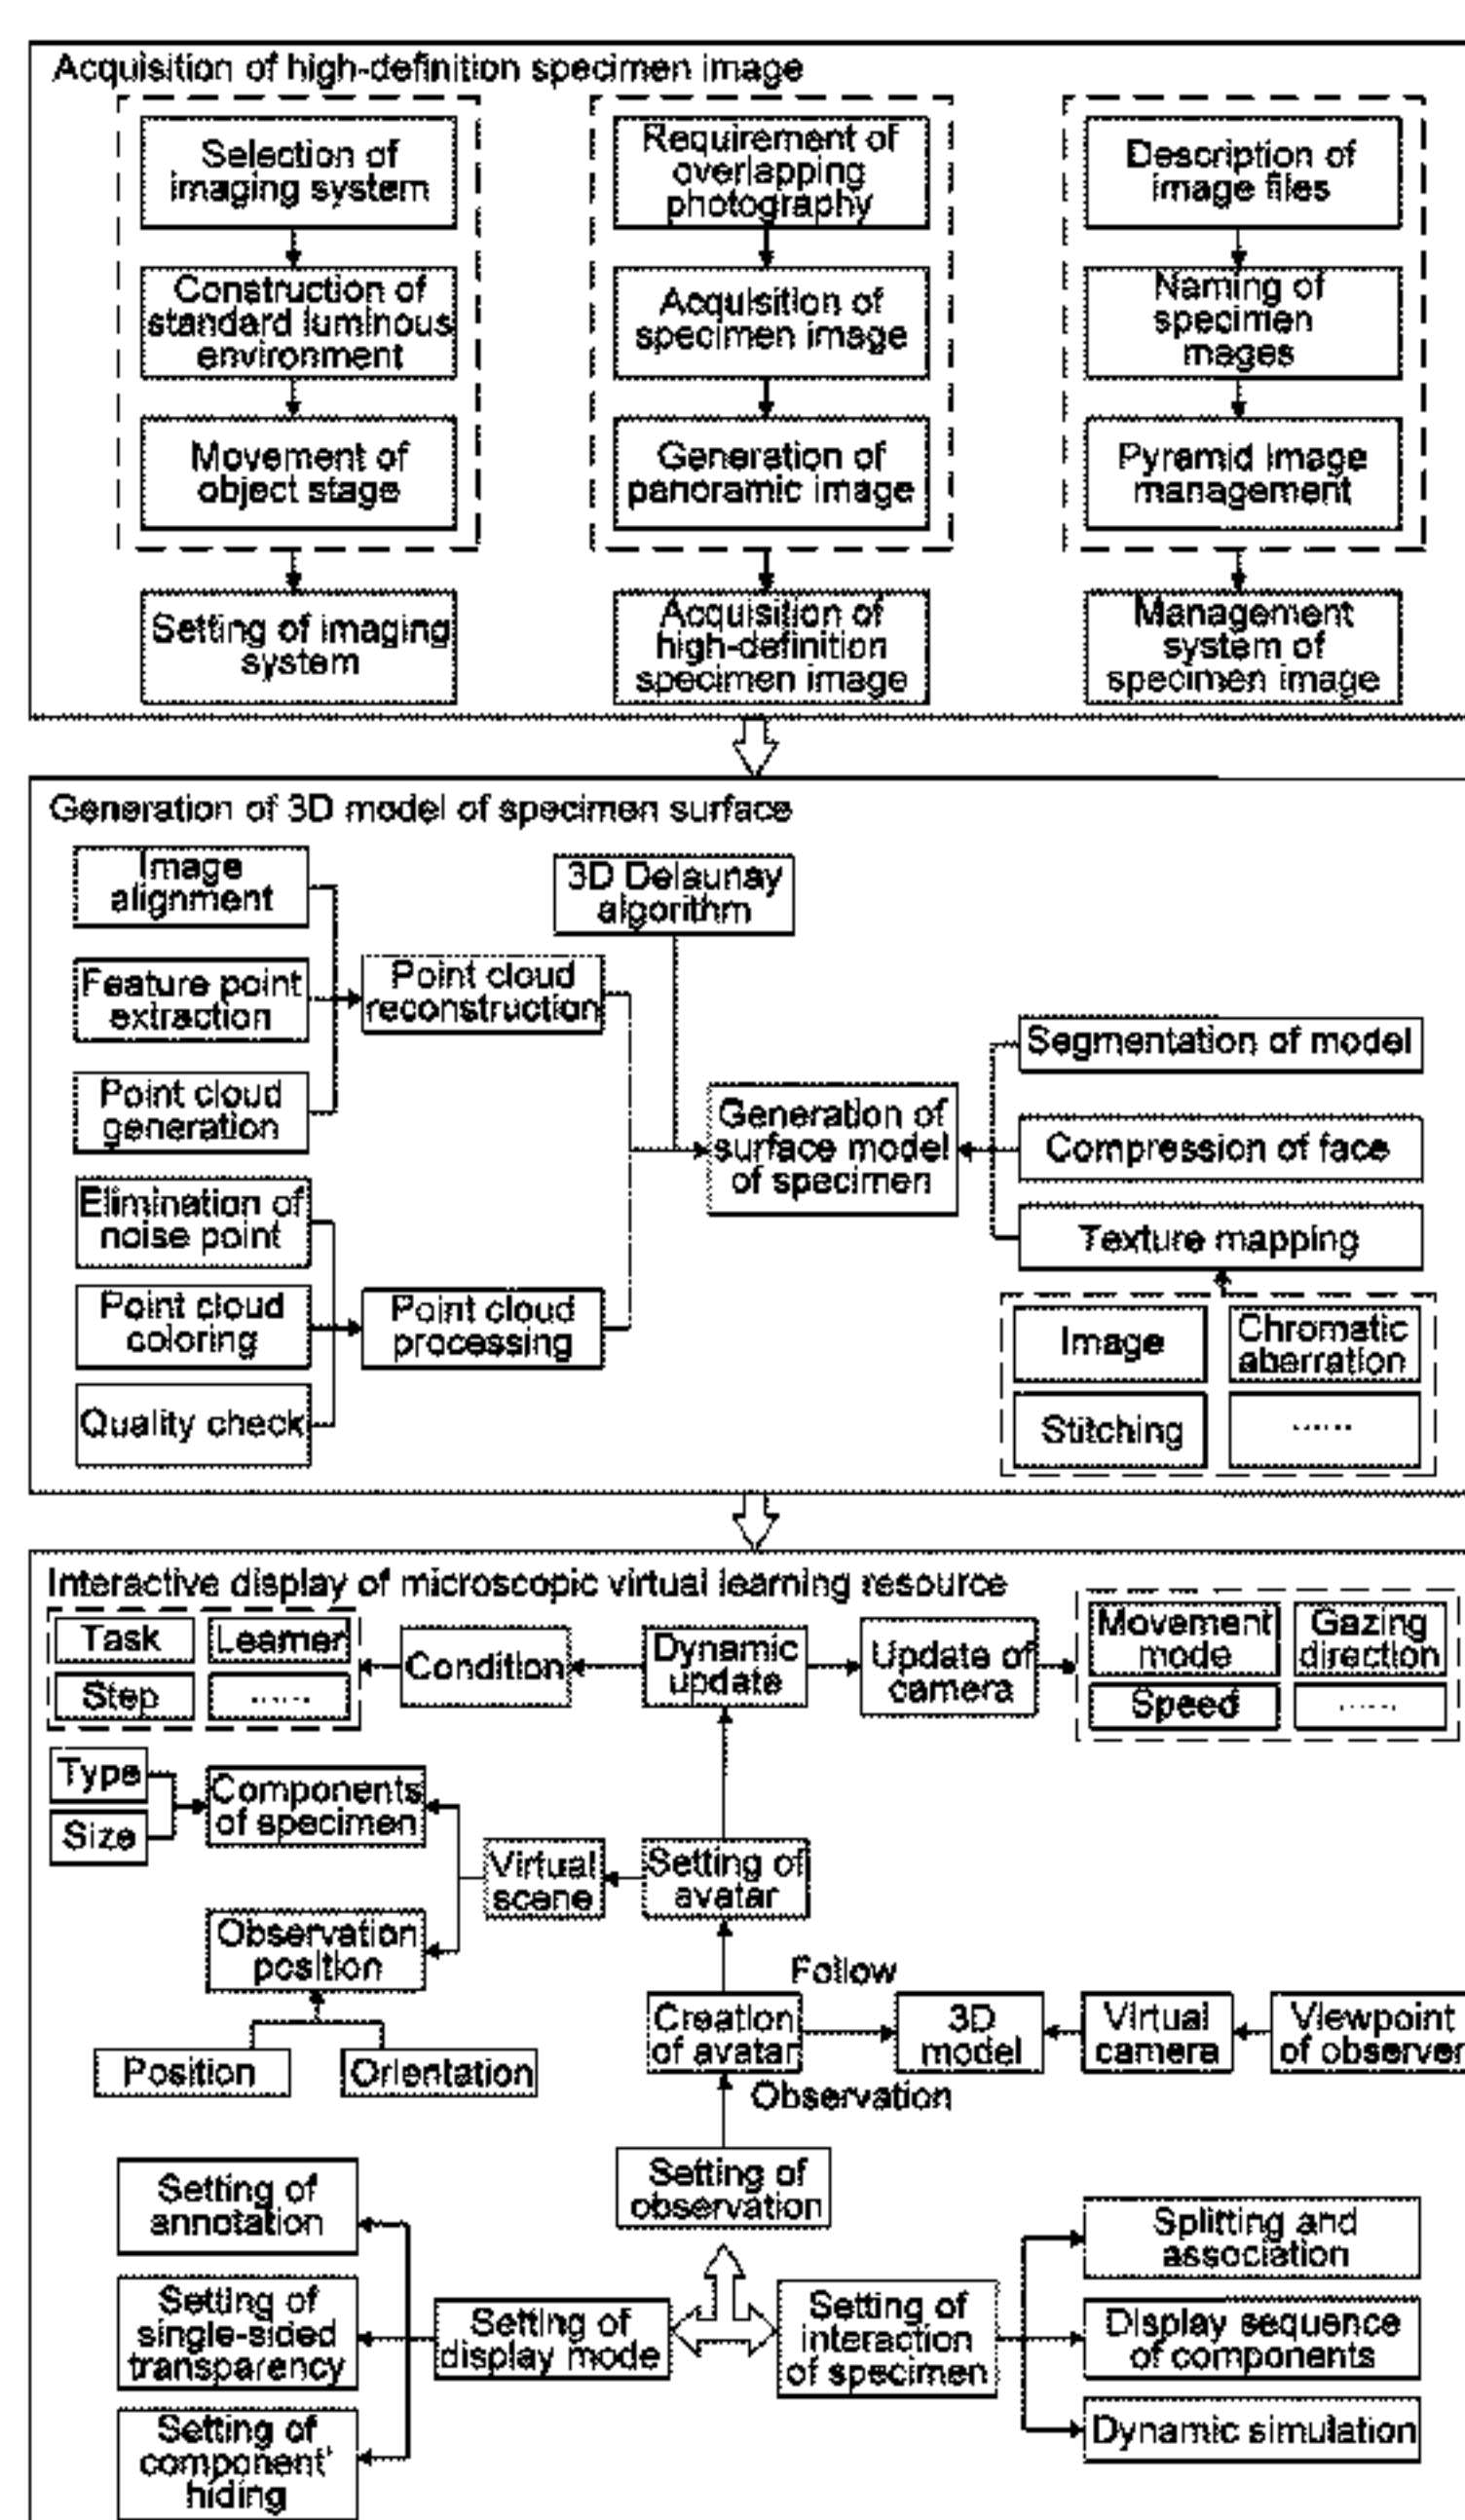 Acquisition of high-definition specimen image
Selection of
imaging system
Construction of
standard luminous
environment
Movement of
object stage
Setting of imaging
system
Requirement of
overlapping
photography
Acquisition of
specimen image
Generation of
panoramic image
Acquisition of
high-definition
specimen image
Description of
image files
Naming of
specimen
mages
Pyramid image
management
Management
system of
specimen image
Generation of 3D model of specimen surface
Image
alignment
Feature point
extraction
Point cloud
generation
Elimination of
noise point
Point cloud
coloring
Quality check
Point cloud
reconstruction
Point cloud
processing
3D Delaunay
algorithm
Generation of
surface model
of specimen
Segmentation of model
Compression of face
Texture mapping
Image
Chromatic
aberration
Stitching
......
Interactive display of microscopic virtual learning resource
Task
Learner
Step
......
Condition
Dynamic
update
Update of
camera
Movement
mode
Gazing
direction
Speed
......
Type
Size
Components
of specimen
Virtual
scene
Setting of
avatar
Observation
position
Position
Orientation
Follow
Creation
of avatar
3D
model
Virtual
camera
Viewpoint
of observer
Observation
Setting of
observation
Setting of
annotation
Setting of
single-sided
transparency
Setting of
component'
hiding
Setting of
display mode
Setting of
interaction
of specimen
Splitting and
association
Display sequence
of components
Dynamic simulation